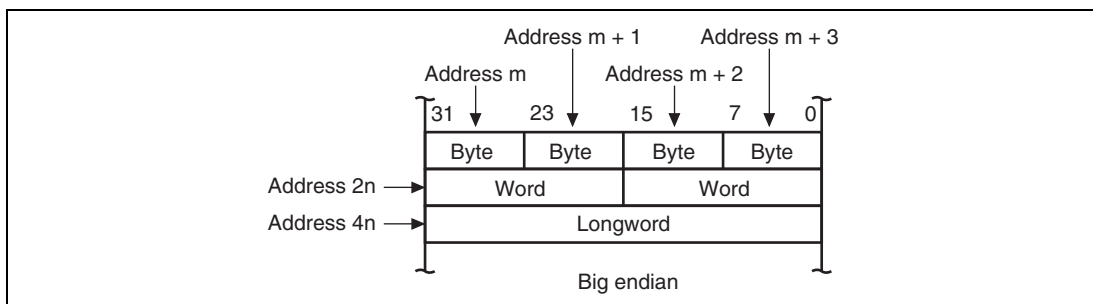 Address m + 1 Address m + 3
Address m Address m + 2
31 23 15 7 0
Byte Byte Byte Byte
Address 2n Word Word
Address 4n Longword
Big endian